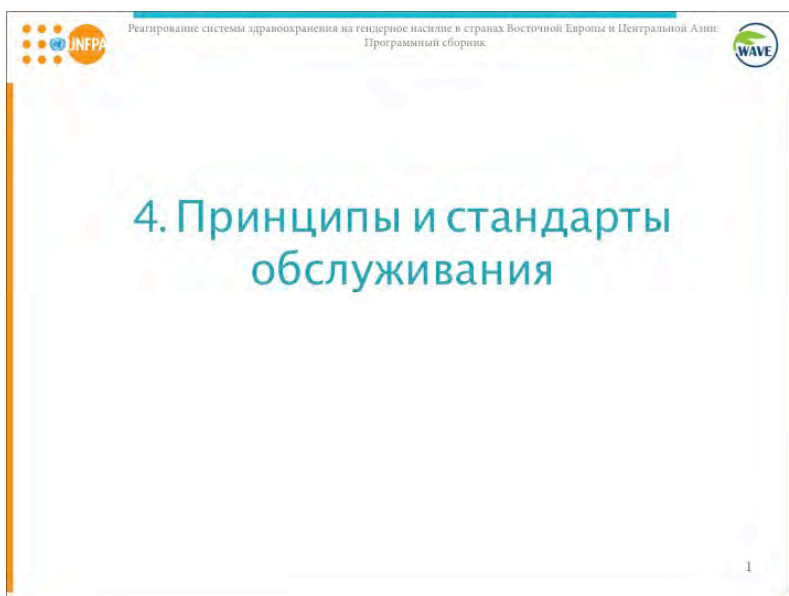 UNFPA
Реагирование системы здравоохранения на гендерное насилие в странах Восточной Европы и Центральной Азии:
Программный сборник
WAVE
4. Принципы и стандарты
обслуживания
1